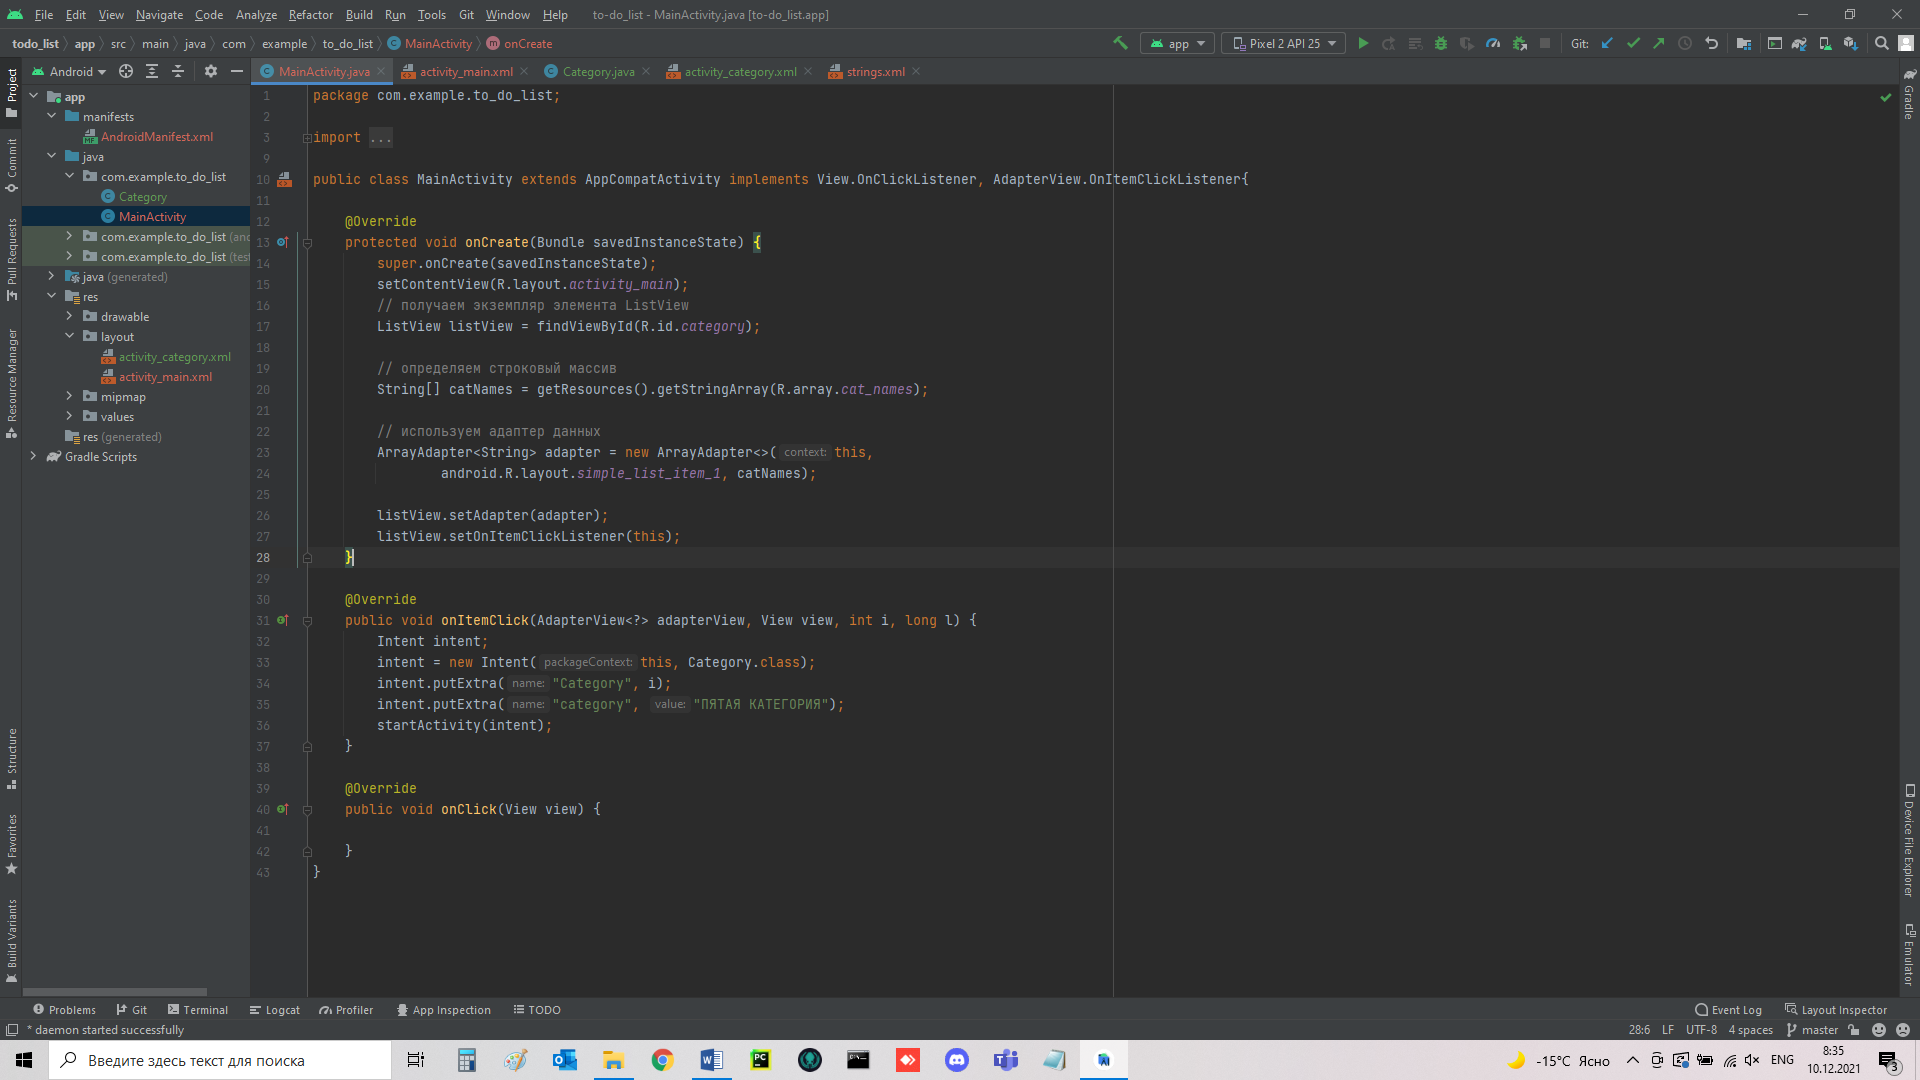 File Edit View Navigate Code Analyze Refactor Build Run Tools Git Window Help to-do_list - MainActivity.java [to-do_list.app]
todo_list app src main java com example to_do_list MainActivity onCreate app Pixel 2 API 25 Git:
Android
MainActivity.java activity_main.xml Category.java activity_category.xml strings.xml
Project
Commit
Pull Requests
Resource Manager
Structure
Favorites
Build Variants
app
manifests
AndroidManifest.xml
java
com.example.to_do_list
Category
MainActivity
com.example.to_do_list (and
com.example.to_do_list (test
java (generated)
res
drawable
layout
activity_category.xml
activity_main.xml
mipmap
values
res (generated)
Gradle Scripts
1 package com.example.to_do_list;
2
3 import ...
9
10 public class MainActivity extends AppCompatActivity implements View.OnClickListener, AdapterView.OnItemClickListener{
11
12 @Override
13 protected void onCreate(Bundle savedInstanceState) {
14 super.onCreate(savedInstanceState);
15 setContentView(R.layout.activity_main);
16 // получаем экземпляр элемента ListView
17 ListView listView = findViewById(R.id.category);
18
19 // определяем строковый массив
20 String[] catNames = getResources().getStringArray(R.array.cat_names);
21
22 // используем адаптер данных
23 ArrayAdapter<String> adapter = new ArrayAdapter<>( context: this,
24 android.R.layout.simple_list_item_1, catNames);
25
26 listView.setAdapter(adapter);
27 listView.setOnItemClickListener(this);
28 }
29
30 @Override
31 public void onItemClick(AdapterView<?> adapterView, View view, int i, long l) {
32 Intent intent;
33 intent = new Intent( packageContext: this, Category.class);
34 intent.putExtra( name: "Category", i);
35 intent.putExtra( name: "category", value: "ПЯТАЯ КАТЕГОРИЯ");
36 startActivity(intent);
37 }
38
39 @Override
40 public void onClick(View view) {
41
42 }
43 }
Gradle
Device File Explorer
Emulator
Problems Git Terminal Logcat Profiler App Inspection TODO Event Log Layout Inspector
* daemon started successfully 28:6 LF UTF-8 4 spaces master
Введите здесь текст для поиска -15°C Ясно ENG 8:35
10.12.2021 3